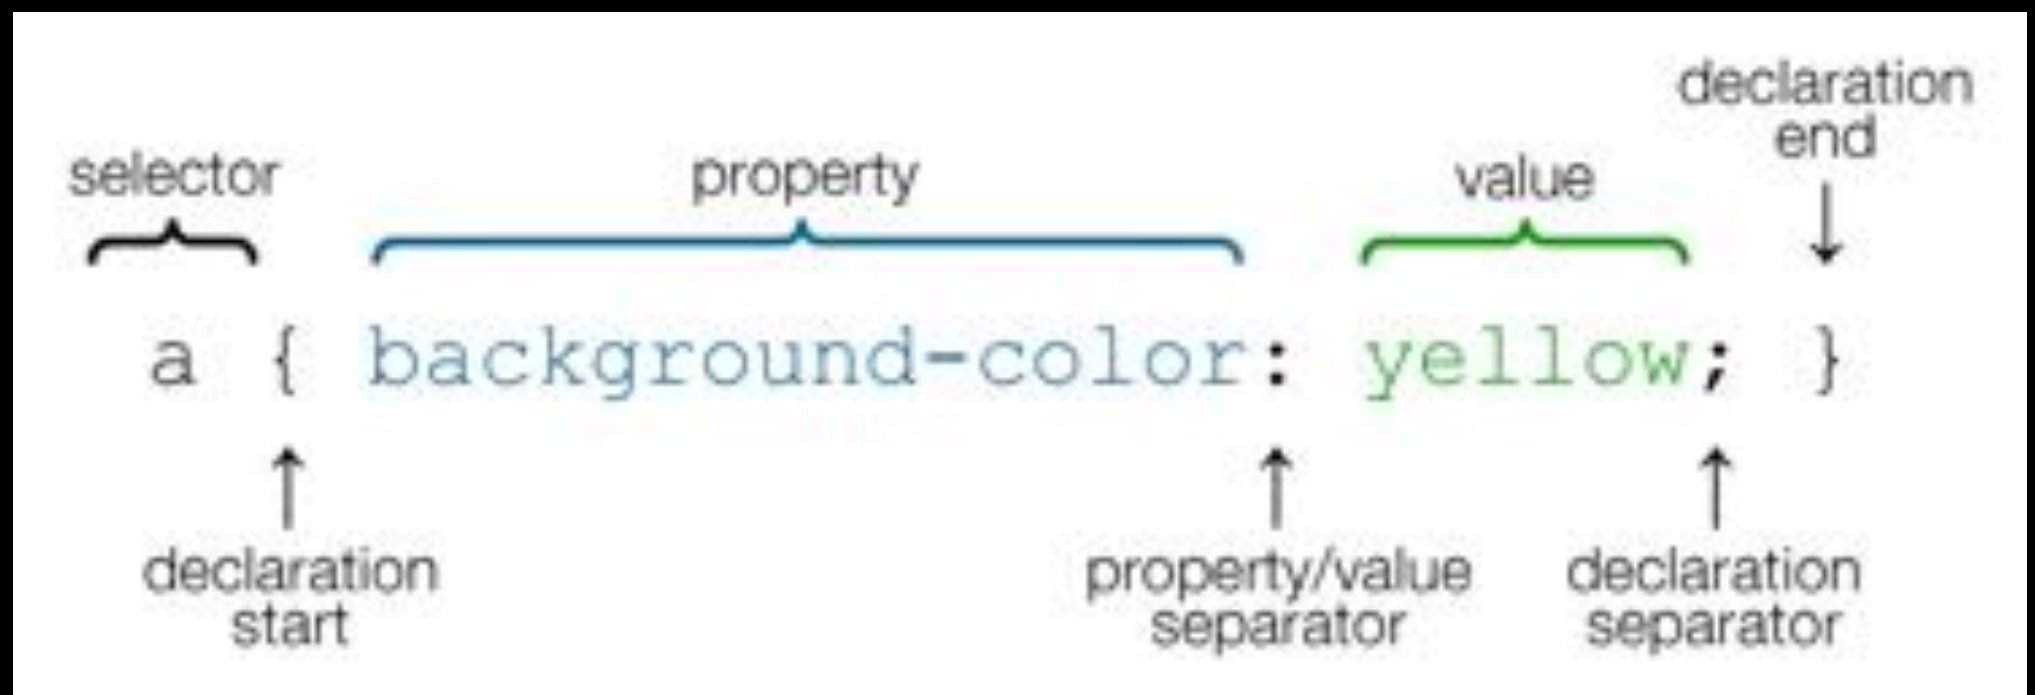 declaration
end
selector
property
value
a { background-color: yellow; }
declaration
start
property/value
separator
declaration
separator